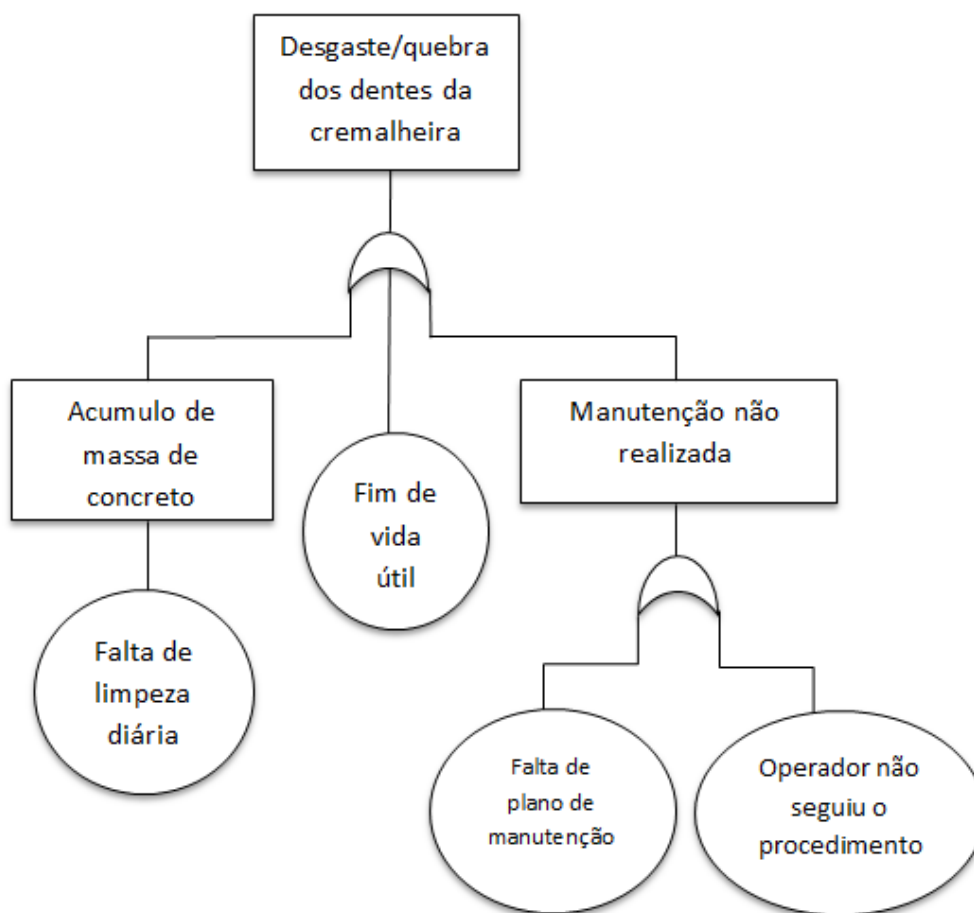 Desgaste/quebra
dos dentes da
cremalheira
Acumulo de
massa de
concreto
Fim de
vida
útil
Manutenção não
realizada
Falta de
limpeza
diária
Falta de
plano de
manutenção
Operador não
seguiu o
procedimento